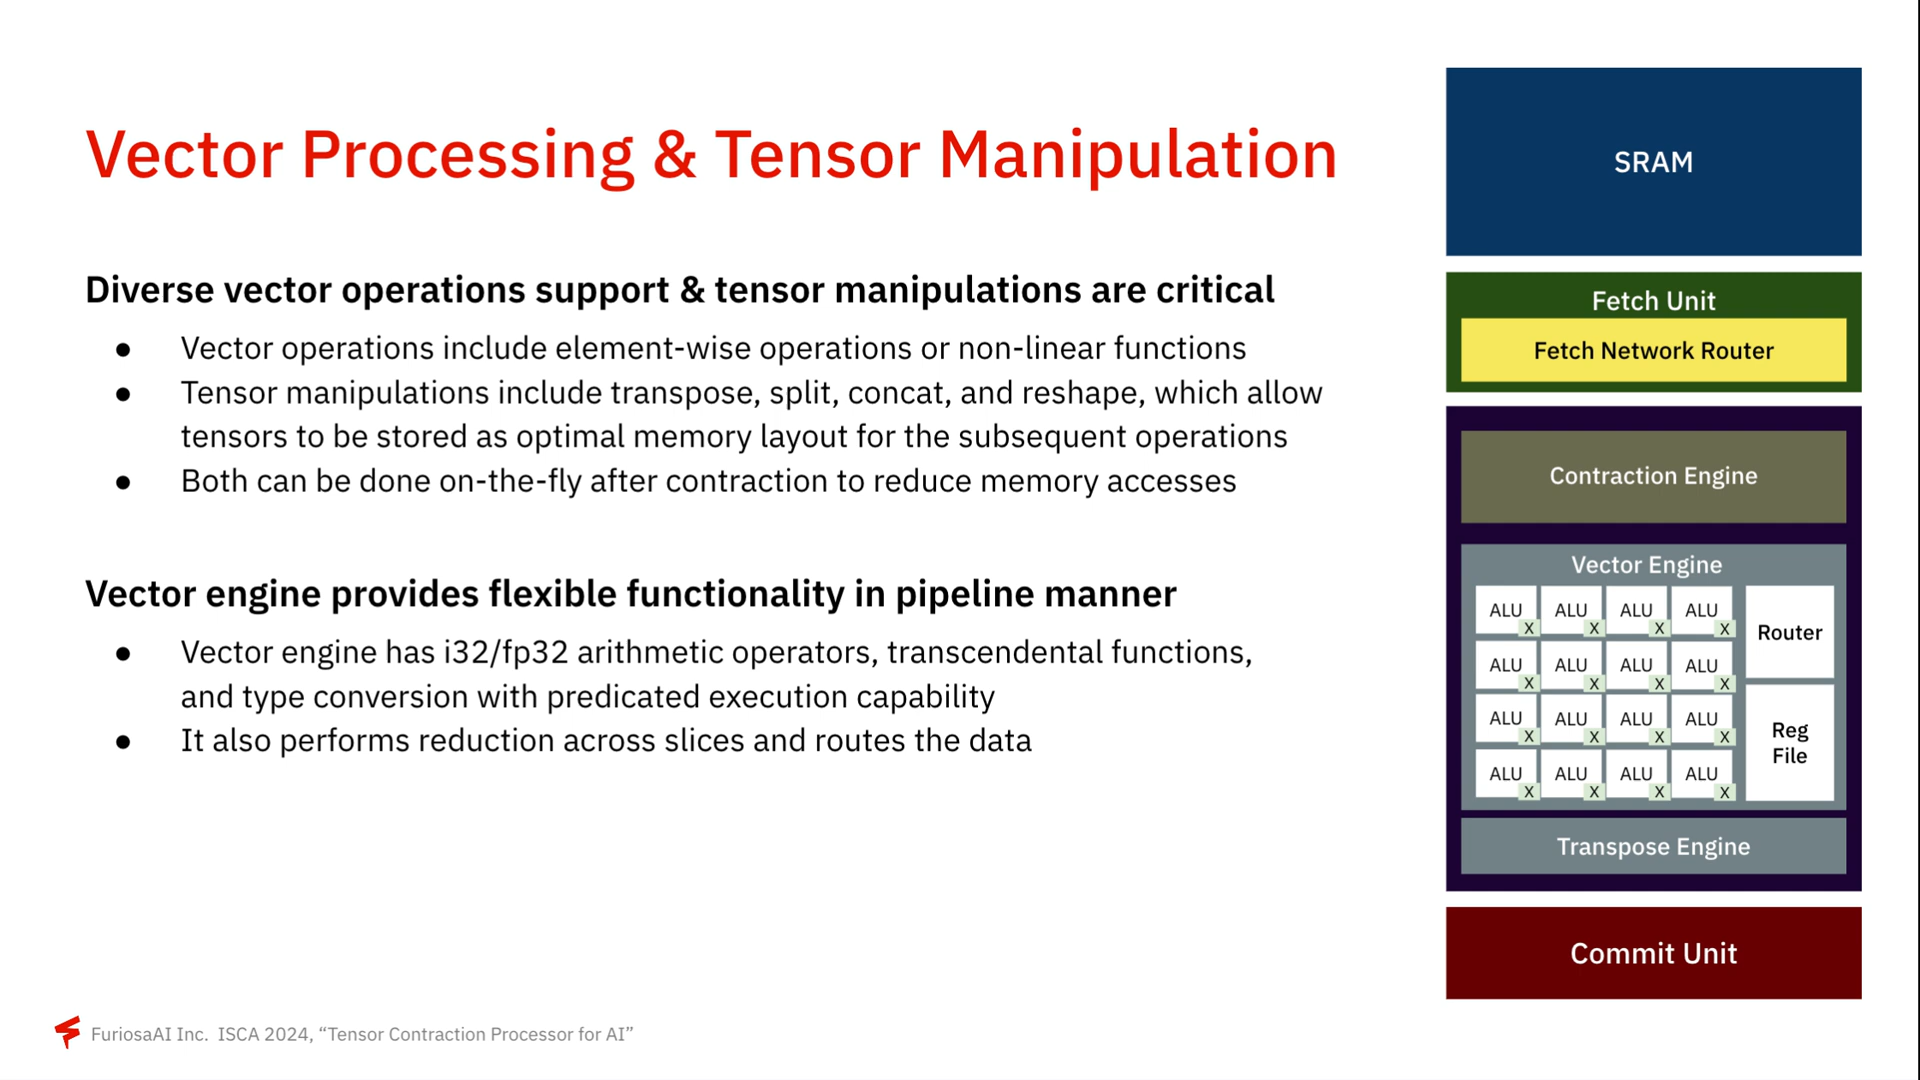 Vector Processing & Tensor Manipulation
Diverse vector operations support & tensor manipulations are critical
● Vector operations include element-wise operations or non-linear functions
● Tensor manipulations include transpose, split, concat, and reshape, which allow
tensors to be stored as optimal memory layout for the subsequent operations
● Both can be done on-the-fly after contraction to reduce memory accesses
Vector engine provides flexible functionality in pipeline manner
● Vector engine has i32/fp32 arithmetic operators, transcendental functions,
and type conversion with predicated execution capability
● It also performs reduction across slices and routes the data
SRAM
Fetch Unit
Fetch Network Router
Contraction Engine
Vector Engine
ALU ALU ALU ALU
X X X X
ALU ALU ALU ALU
X X X X
ALU ALU ALU ALU
X X X X
ALU ALU ALU ALU
X X X X
Router
Reg
File
Transpose Engine
Commit Unit
FuriosaAI Inc. ISCA 2024, “Tensor Contraction Processor for AI”